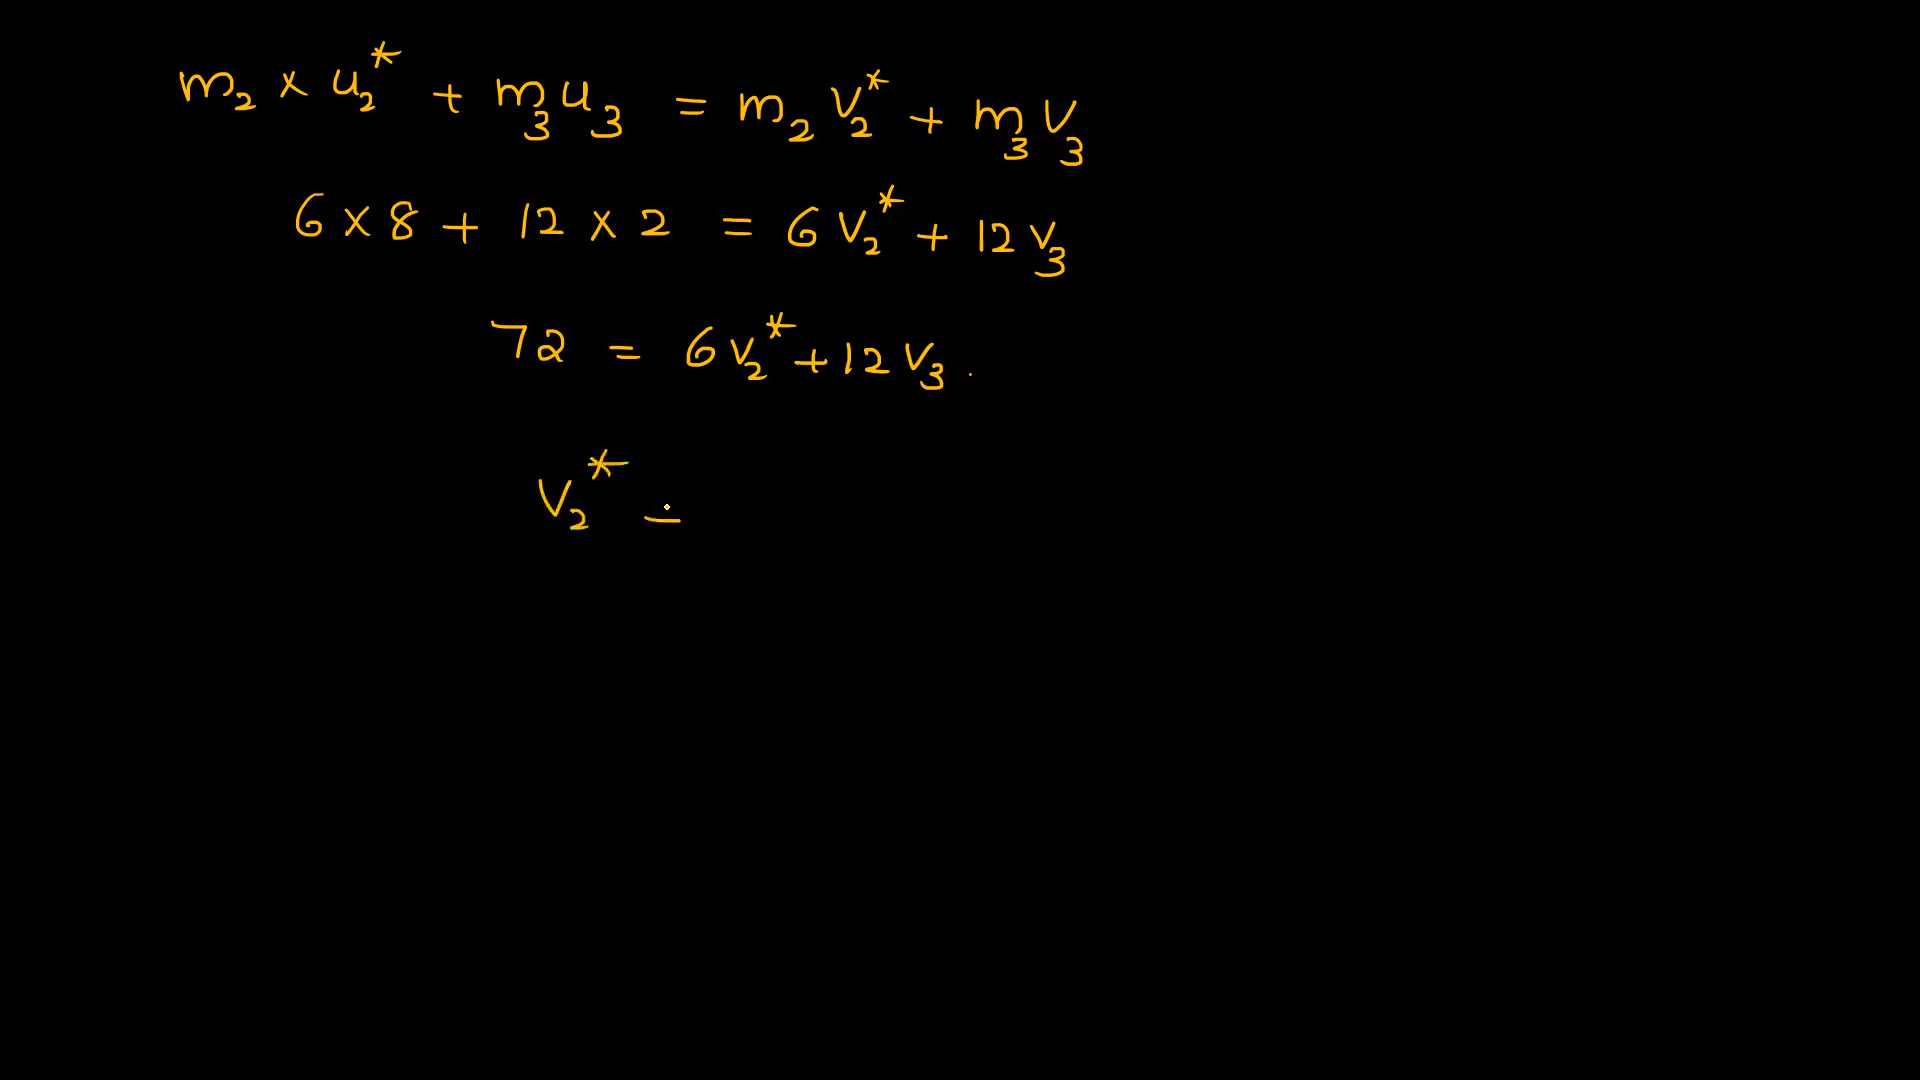 m₂ × u₂* + m₃u₃ = m₂v₂* + m₃v₃
6 × 8 + 12 × 2 = 6v₂* + 12v₃
72 = 6v₂* + 12v₃.
v₂* –